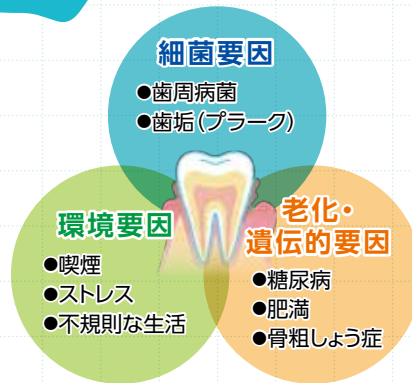 細菌要因
●歯周病菌
●歯垢(プラーク)
環境要因
●喫煙
●ストレス
●不規則な生活
老化・
遺伝的要因
●糖尿病
●肥満
●骨粗しょう症